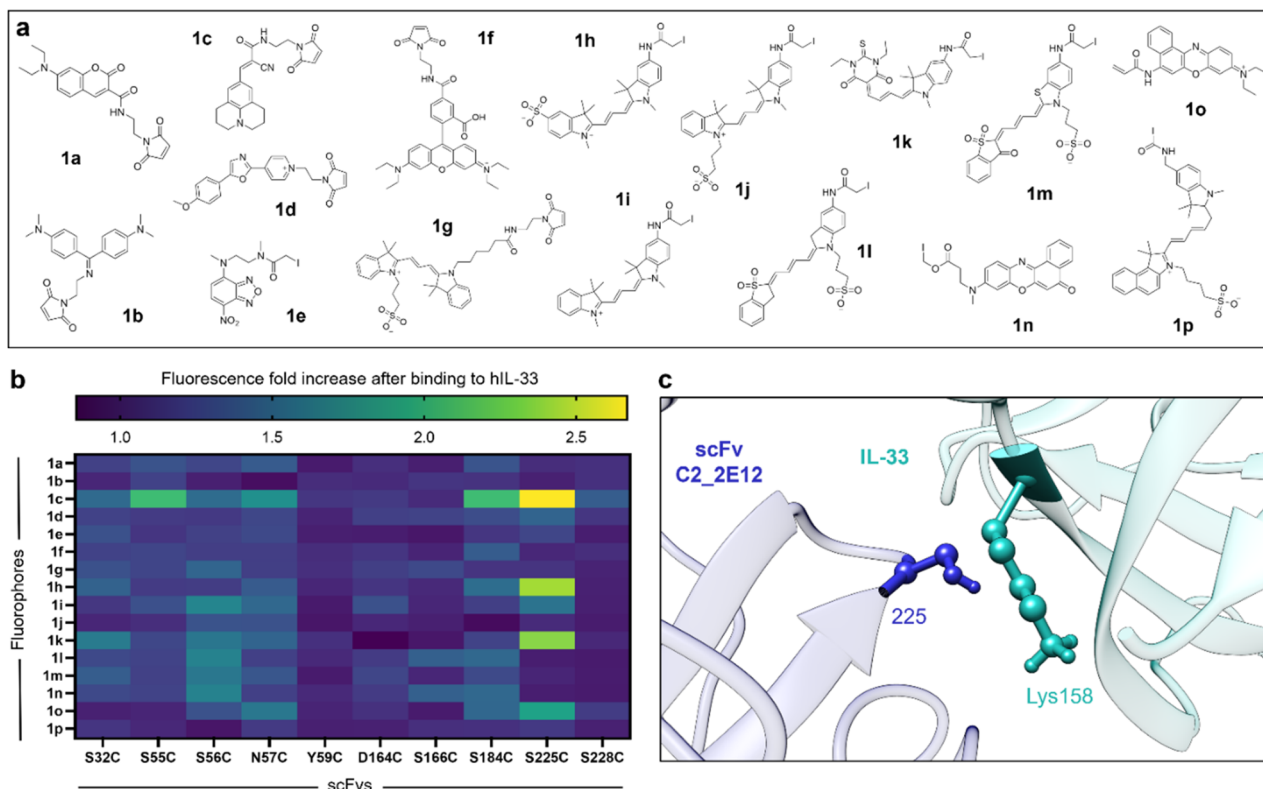 a
1a
1b
1c
1d
1e
1f
1g
1h
1i
1j
1k
1l
1m
1n
1o
1p
b
Fluorescence fold increase after binding to hIL-33
1.0 1.5 2.0 2.5
Fluorophores
1a
1b
1c
1d
1e
1f
1g
1h
1i
1j
1k
1l
1m
1n
1o
1p
S32C S55C S56C N57C Y59C D164C S166C S184C S225C S228C
scFvs
c
scFv
C2_2E12
IL-33
225
Lys158